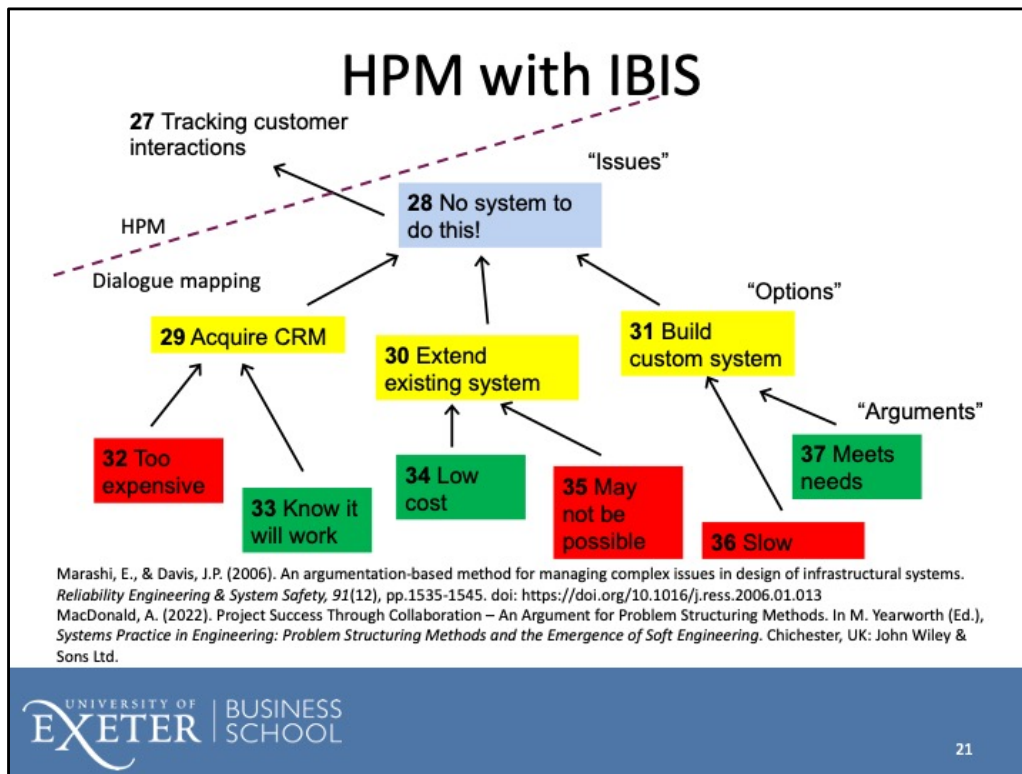 HPM with IBIS
27 Tracking customer
interactions
"Issues"
28 No system to
do this!
HPM
Dialogue mapping
"Options"
29 Acquire CRM
30 Extend
existing system
31 Build
custom system
"Arguments"
32 Too
expensive
33 Know it
will work
34 Low
cost
35 May
not be
possible
36 Slow
37 Meets
needs
Marashi, E., & Davis, J.P. (2006). An argumentation-based method for managing complex issues in design of infrastructural systems.
Reliability Engineering & System Safety, 91(12), pp.1535-1545. doi: https://doi.org/10.1016/j.ress.2006.01.013
MacDonald, A. (2022). Project Success Through Collaboration – An Argument for Problem Structuring Methods. In M. Yearworth (Ed.),
Systems Practice in Engineering: Problem Structuring Methods and the Emergence of Soft Engineering. Chichester, UK: John Wiley &
Sons Ltd.
UNIVERSITY OF
EXETER
BUSINESS
SCHOOL
21